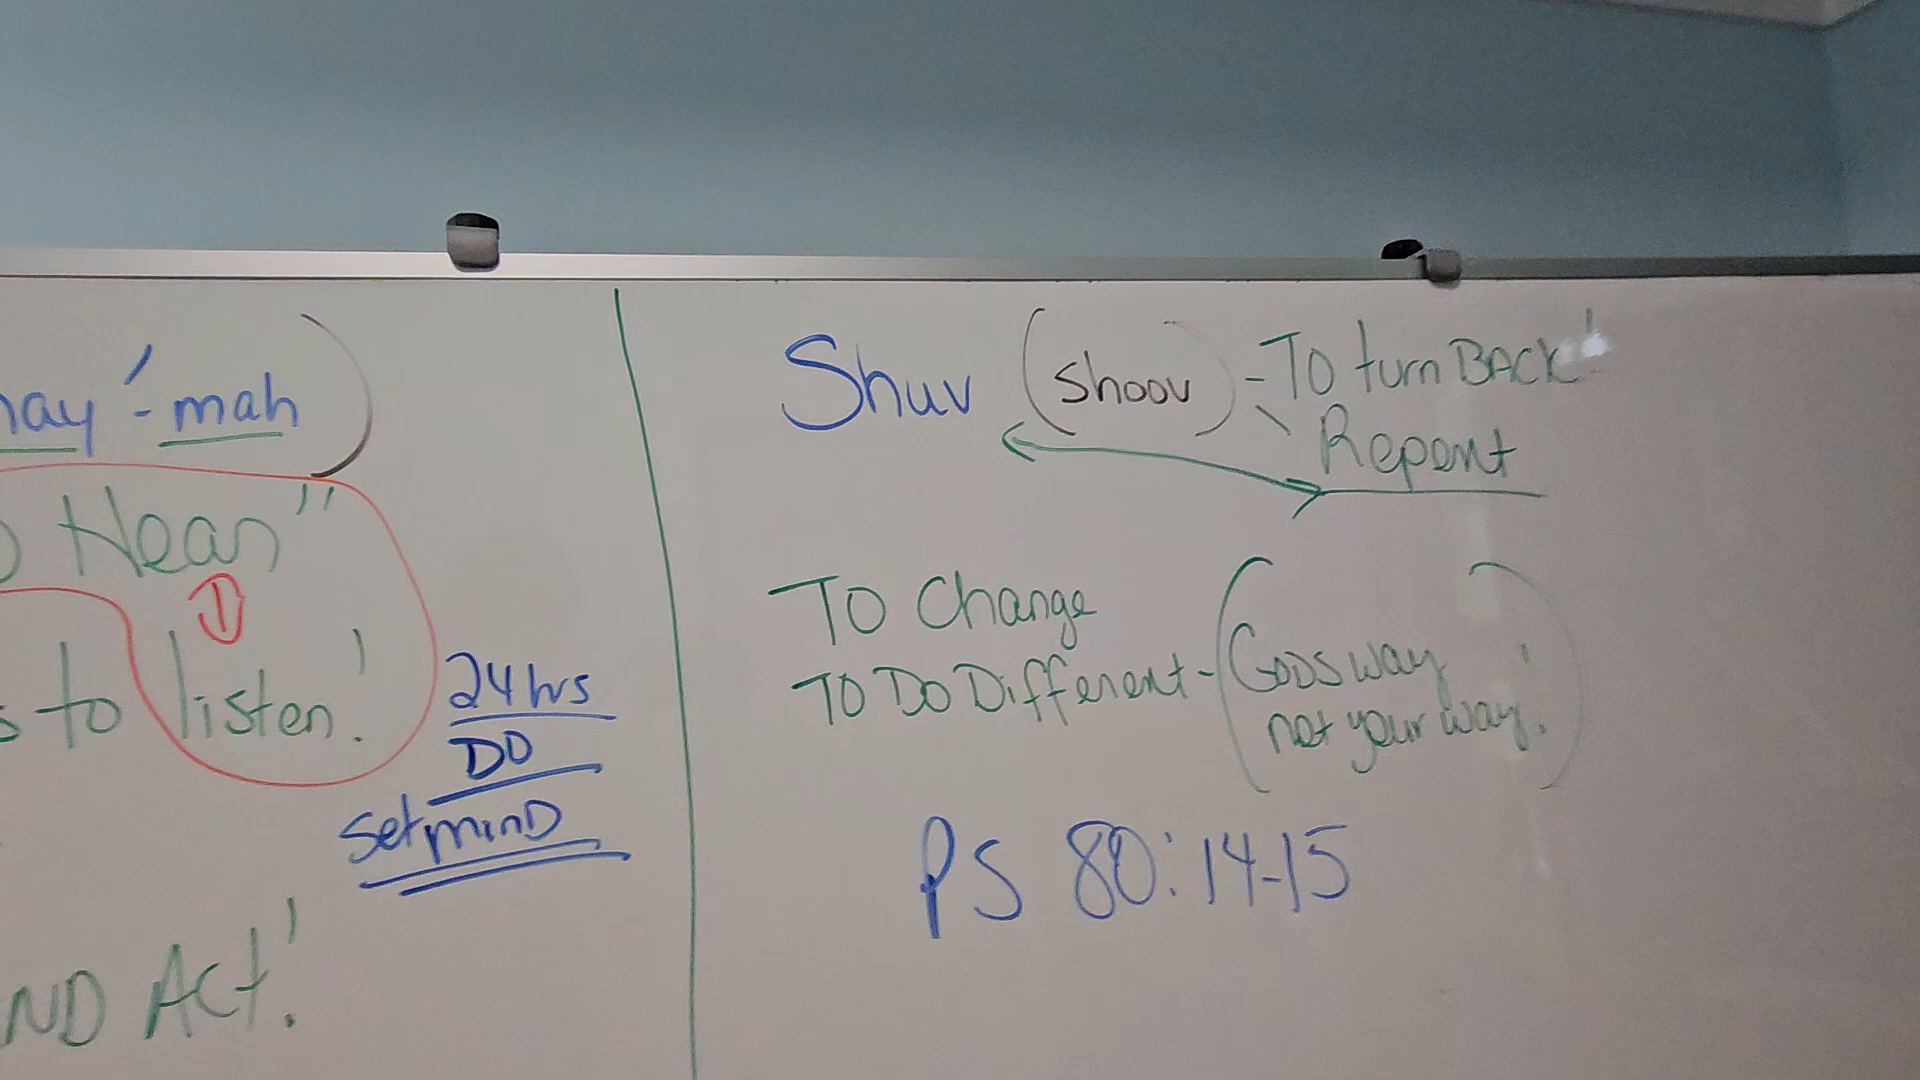 ay'-mah)
Hear"
1
s to listen.'
24 hrs
DO
set minD
ND Act.'
Shuv (shoov) - To turn BACK'
Repent
To Change
To Do Different - (GODS way
not your way.')
PS 80:14-15